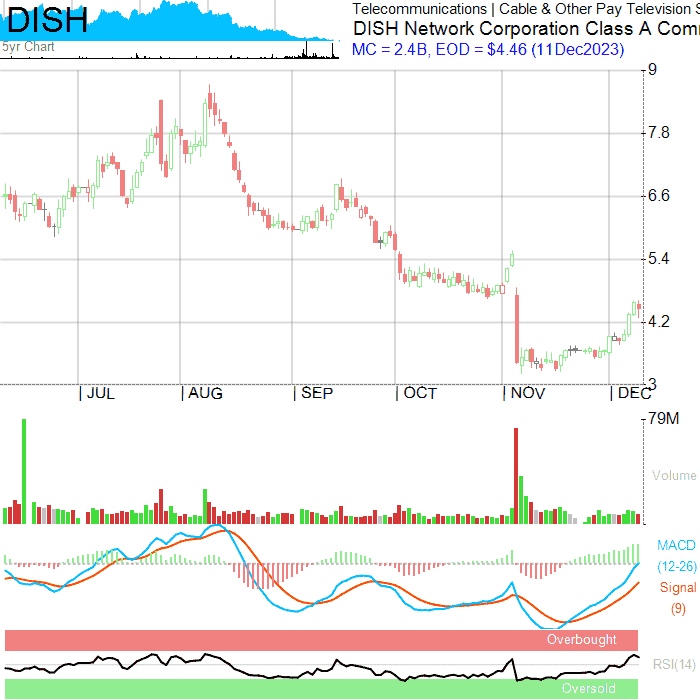 DISH
Telecommunications | Cable & Other Pay Television S
DISH Network Corporation Class A Comm
MC = 2.4B, EOD = $4.46 (11Dec2023)
5yr Chart
9
7.8
6.6
5.4
4.2
3
JUL AUG SEP OCT NOV DEC
79M
Volume
MACD
(12-26)
Signal
(9)
Overbought
RSI(14)
Oversold